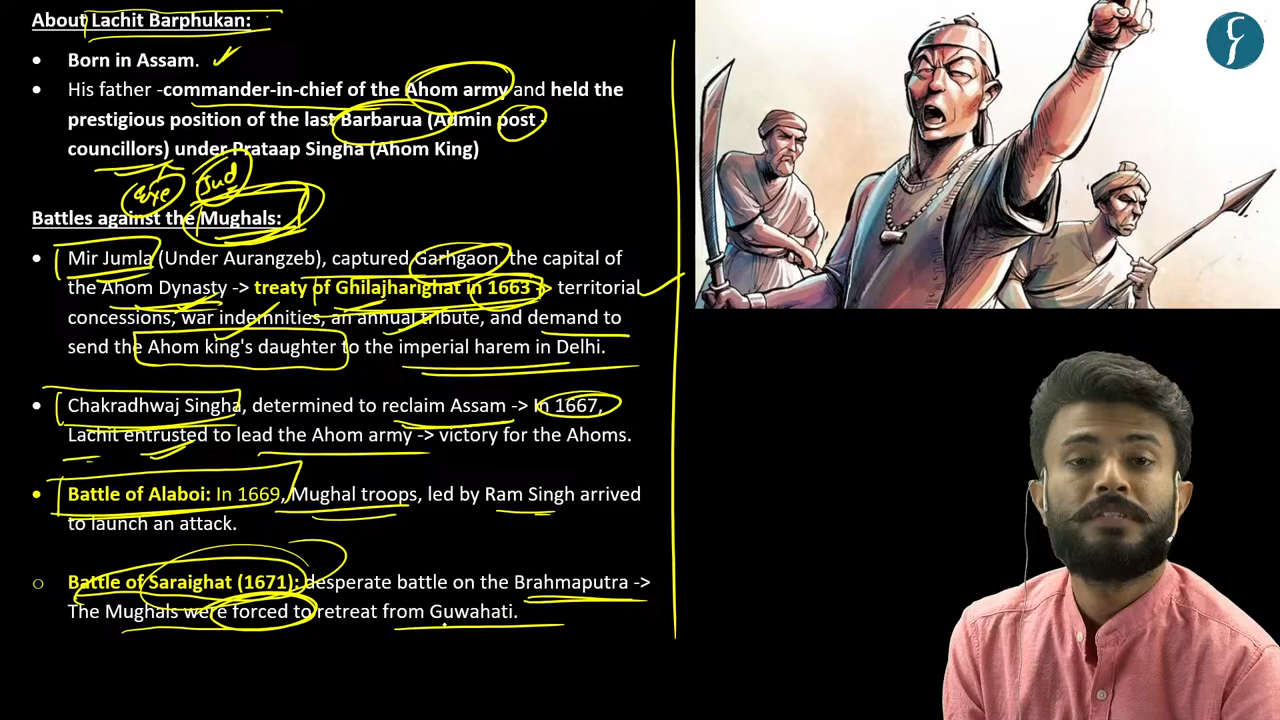 About Lachit Barphukan:
• Born in Assam.
• His father -commander-in-chief of the Ahom army and held the
prestigious position of the last Barbarua (Admin post -
councillors) under Prataap Singha (Ahom King)
Exe Jud
Battles against the Mughals:
• Mir Jumla (Under Aurangzeb), captured Garhgaon, the capital of
the Ahom Dynasty -> treaty of Ghilajharighat in 1663 -> territorial
concessions, war indemnities, an annual tribute, and demand to
send the Ahom king's daughter to the imperial harem in Delhi.
• Chakradhwaj Singha, determined to reclaim Assam -> In 1667,
Lachit entrusted to lead the Ahom army -> victory for the Ahoms.
• Battle of Alaboi: In 1669, Mughal troops, led by Ram Singh arrived
to launch an attack.
o Battle of Saraighat (1671): desperate battle on the Brahmaputra ->
The Mughals were forced to retreat from Guwahati.